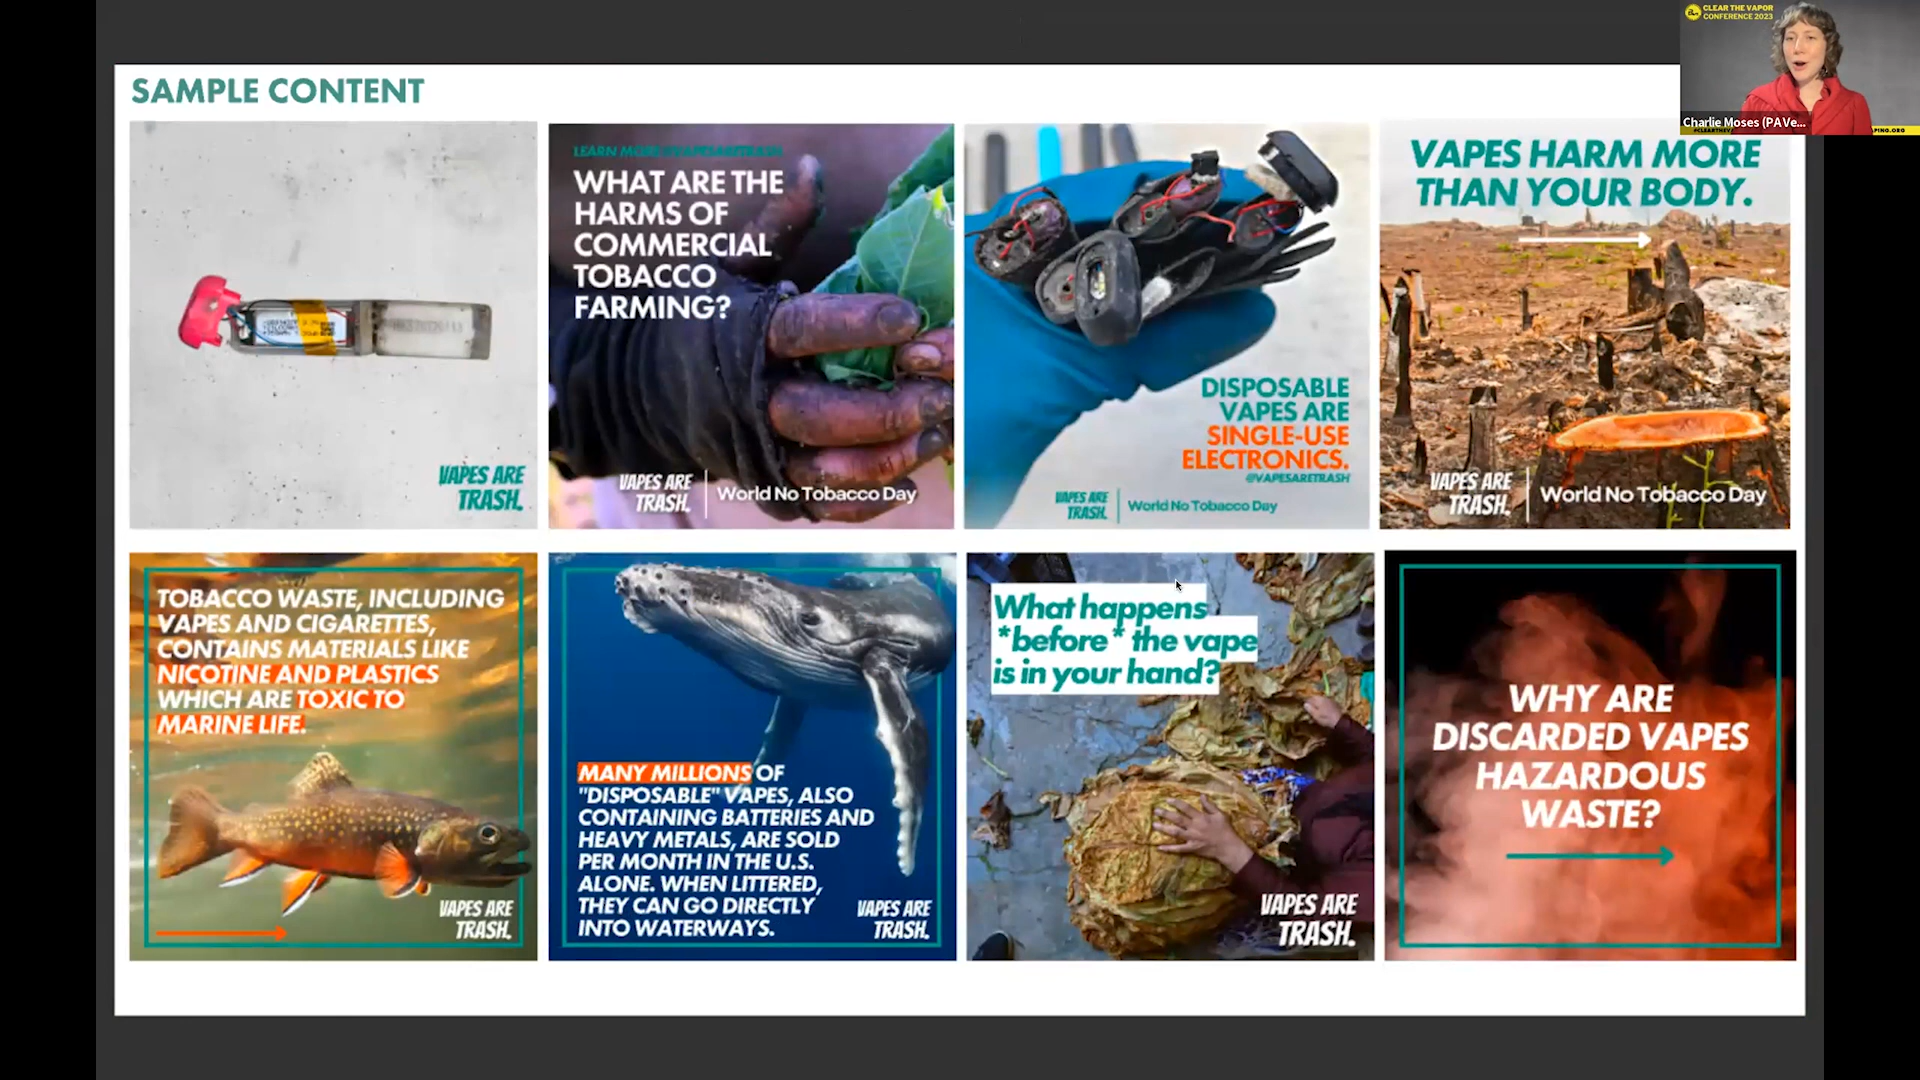 CLEAR THE VAPOR
CONFERENCE 2023
Charlie Moses (PAVe...
SAMPLE CONTENT
VAPES ARE
TRASH.
LEARN MORE @VAPESARETRASH
WHAT ARE THE
HARMS OF
COMMERCIAL
TOBACCO
FARMING?
VAPES ARE
TRASH.
World No Tobacco Day
DISPOSABLE
VAPES ARE
SINGLE-USE
ELECTRONICS.
@VAPESARETRASH
VAPES ARE
TRASH.
World No Tobacco Day
VAPES HARM MORE
THAN YOUR BODY.
VAPES ARE
TRASH.
World No Tobacco Day
TOBACCO WASTE, INCLUDING
VAPES AND CIGARETTES,
CONTAINS MATERIALS LIKE
NICOTINE AND PLASTICS
WHICH ARE TOXIC TO
MARINE LIFE.
VAPES ARE
TRASH.
MANY MILLIONS OF
"DISPOSABLE" VAPES, ALSO
CONTAINING BATTERIES AND
HEAVY METALS, ARE SOLD
PER MONTH IN THE U.S.
ALONE. WHEN LITTERED,
THEY CAN GO DIRECTLY
INTO WATERWAYS.
VAPES ARE
TRASH.
What happens
*before* the vape
is in your hand?
VAPES ARE
TRASH.
WHY ARE
DISCARDED VAPES
HAZARDOUS
WASTE?